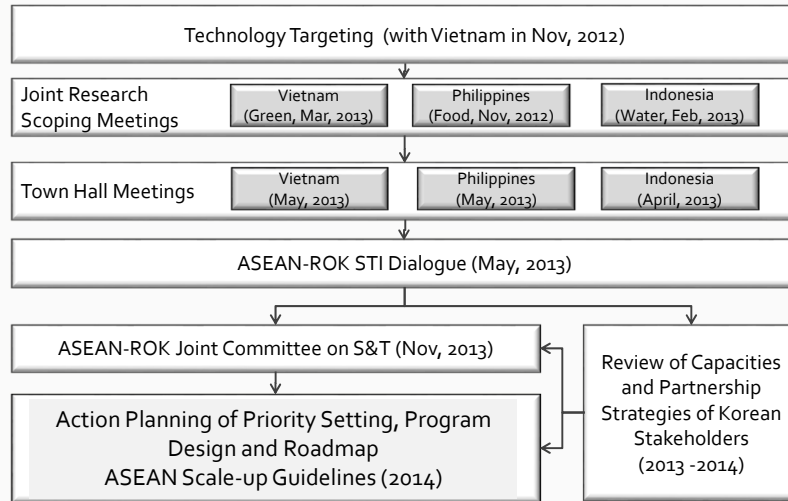 Technology Targeting (with Vietnam in Nov, 2012)
Joint Research
Scoping Meetings
Vietnam
(Green, Mar, 2013)
Philippines
(Food, Nov, 2012)
Indonesia
(Water, Feb, 2013)
Town Hall Meetings
Vietnam
(May, 2013)
Philippines
(May, 2013)
Indonesia
(April, 2013)
ASEAN-ROK STI Dialogue (May, 2013)
ASEAN-ROK Joint Committee on S&T (Nov, 2013)
Action Planning of Priority Setting, Program
Design and Roadmap
ASEAN Scale-up Guidelines (2014)
Review of Capacities
and Partnership
Strategies of Korean
Stakeholders
(2013 -2014)